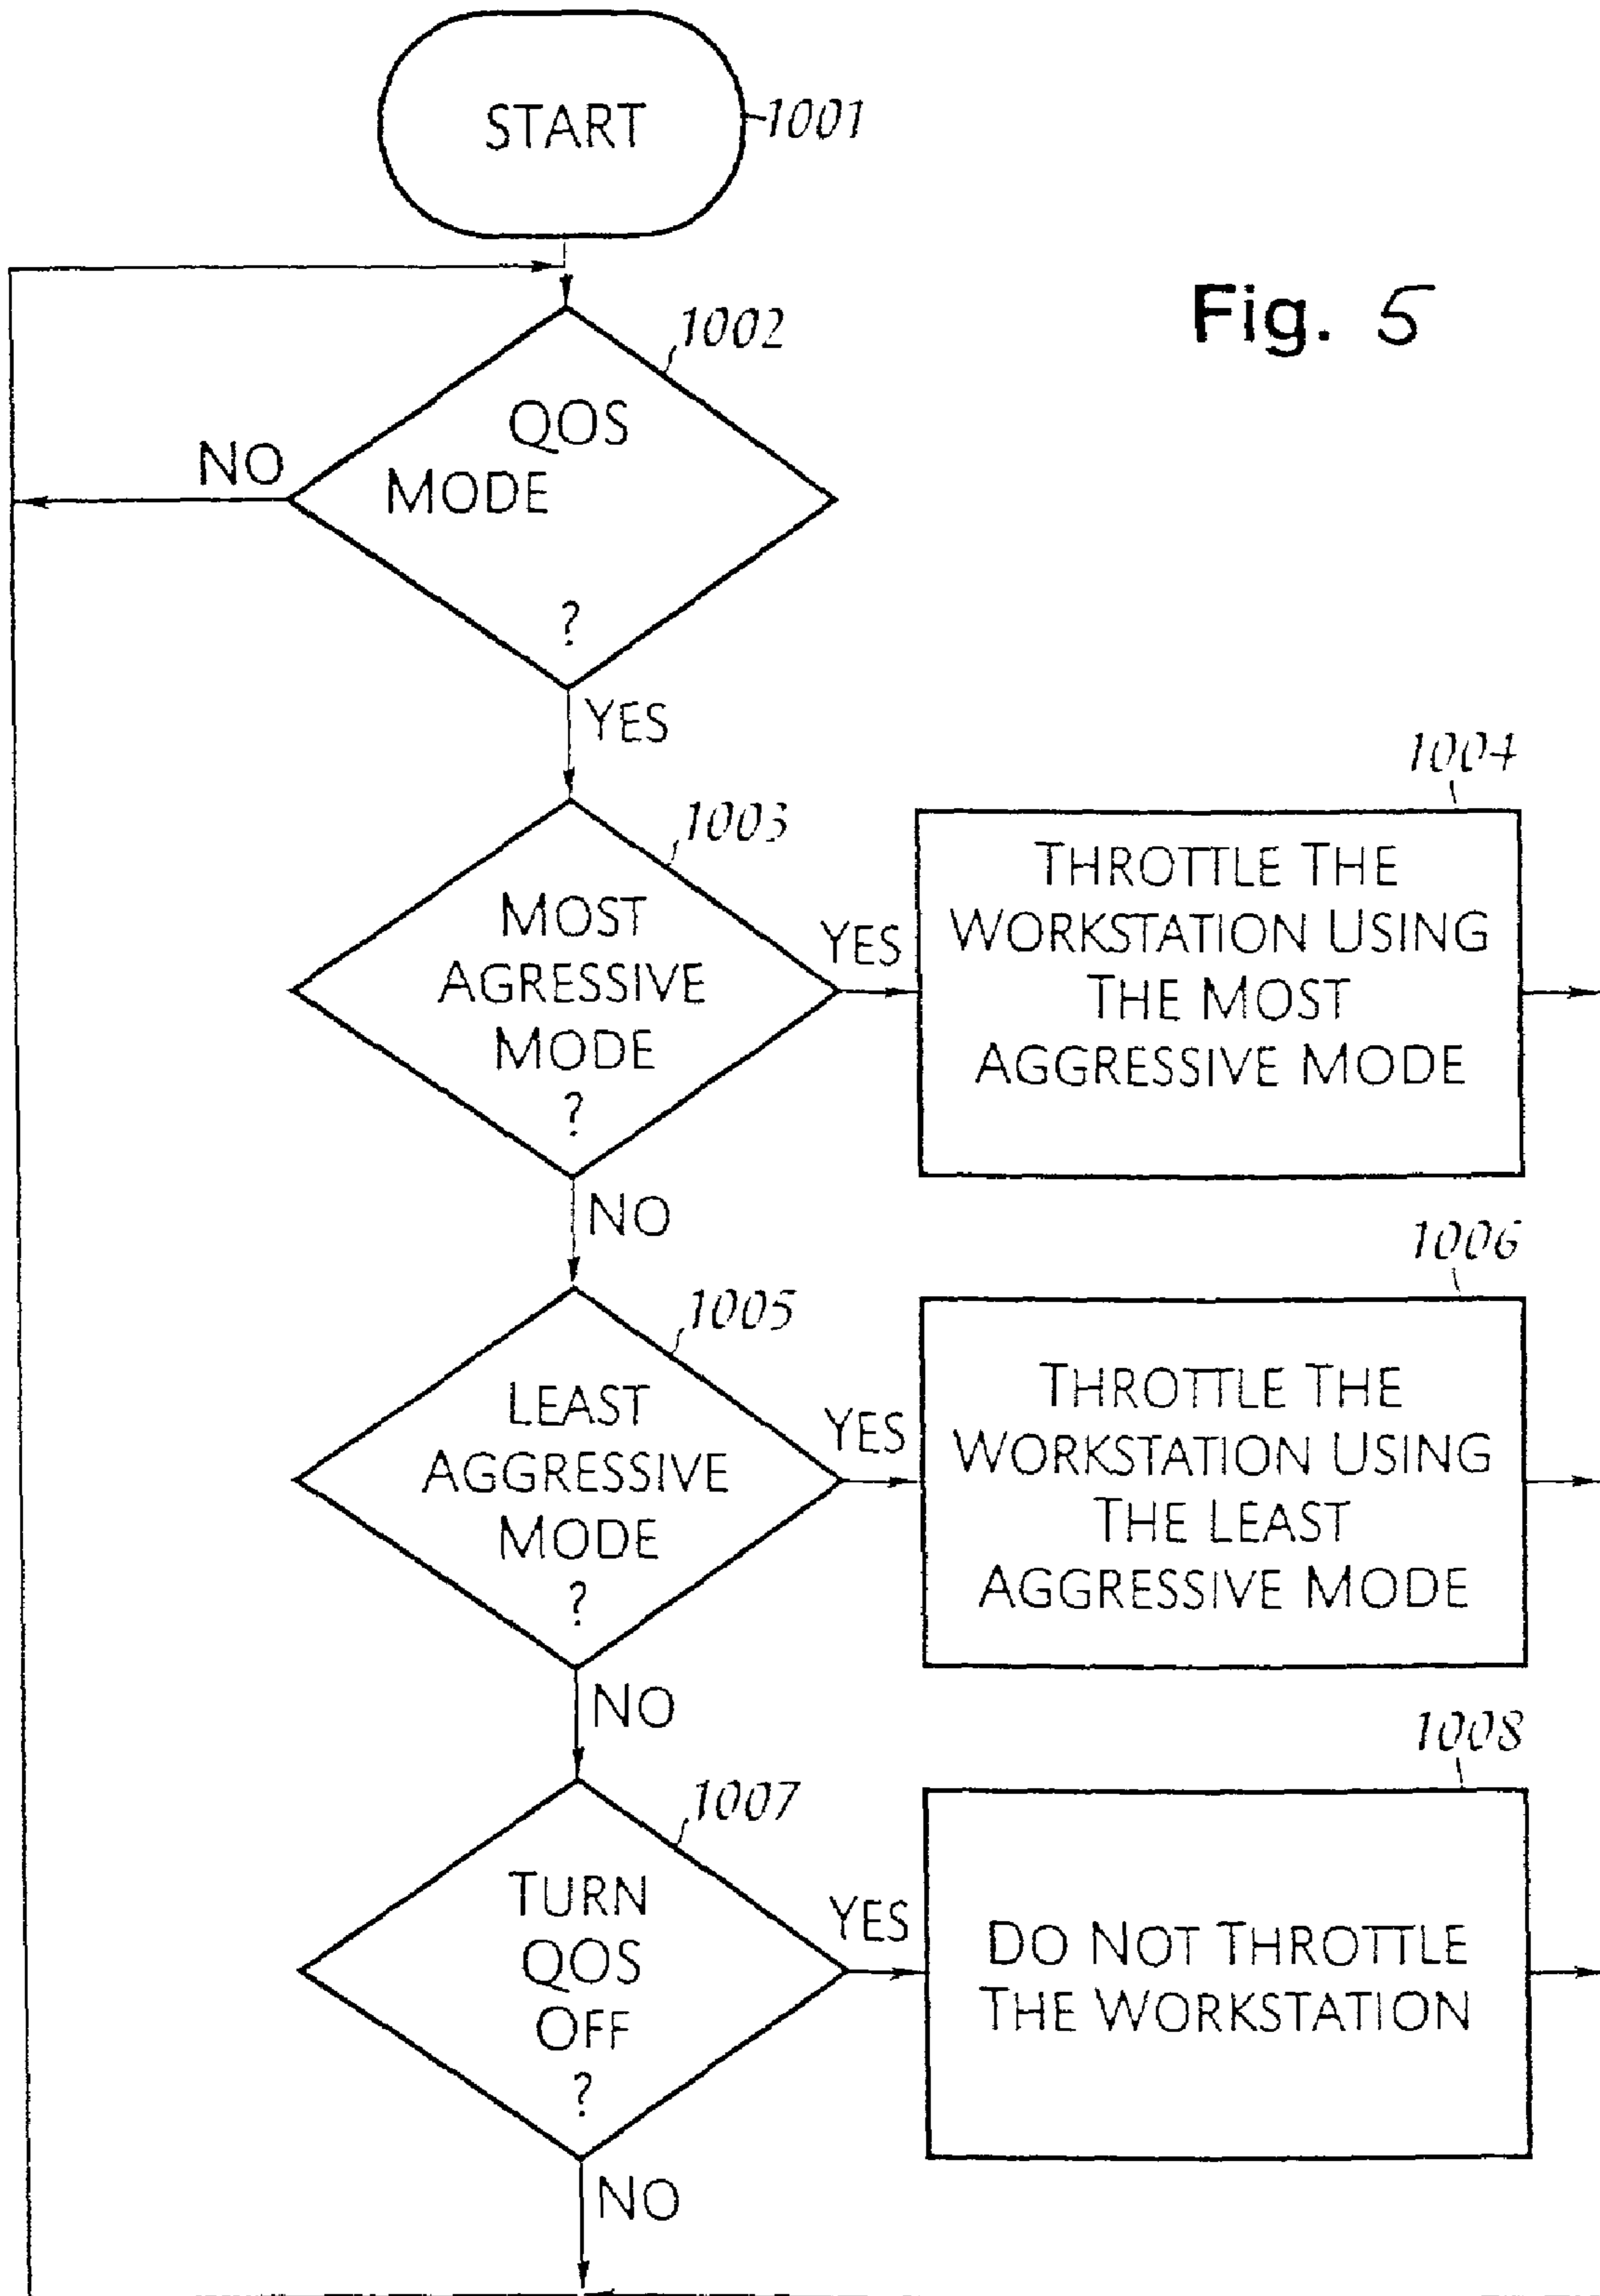 START
1001
Fig. 5
1002
QOS
MODE
?
NO
YES
1003
MOST
AGRESSIVE
MODE
?
YES
1004
THROTTLE THE
WORKSTATION USING
THE MOST
AGGRESSIVE MODE
NO
1005
LEAST
AGGRESSIVE
MODE
?
YES
1006
THROTTLE THE
WORKSTATION USING
THE LEAST
AGGRESSIVE MODE
NO
1007
TURN
QOS
OFF
?
YES
1008
DO NOT THROTTLE
THE WORKSTATION
NO